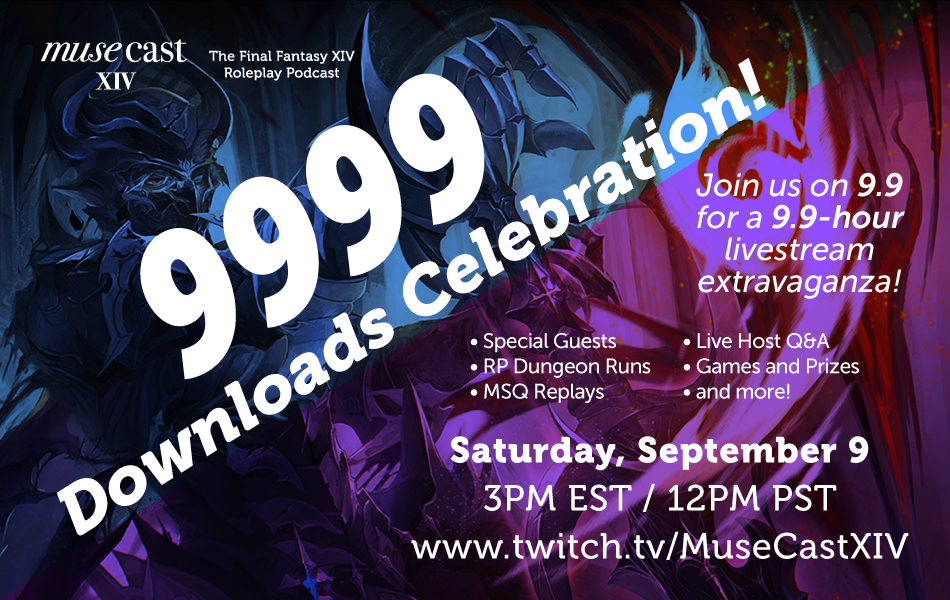 muse cast
XIV
The Final Fantasy XIV
Roleplay Podcast
9999
Downloads Celebration!
Join us on 9.9
for a 9.9-hour
livestream
extravaganza!
• Special Guests
• RP Dungeon Runs
• MSQ Replays
• Live Host Q&A
• Games and Prizes
• and more!
Saturday, September 9
3PM EST / 12PM PST
www.twitch.tv/MuseCastXIV